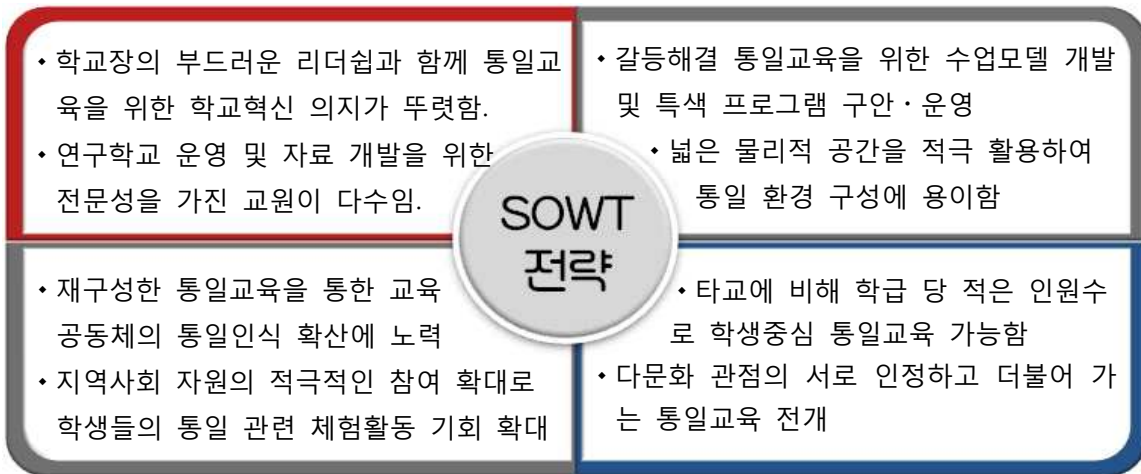 • 학교장의 부드러운 리더쉽과 함께 통일교
육을 위한 학교혁신 의지가 뚜렷함.
• 연구학교 운영 및 자료 개발을 위한
전문성을 가진 교원이 다수임.
• 갈등해결 통일교육을 위한 수업모델 개발
및 특색 프로그램 구안・운영
• 넓은 물리적 공간을 적극 활용하여
통일 환경 구성에 용이함
SOWT
전략
• 재구성한 통일교육을 통한 교육
공동체의 통일인식 확산에 노력
• 지역사회 자원의 적극적인 참여 확대로
학생들의 통일 관련 체험활동 기회 확대
• 타교에 비해 학급 당 적은 인원수
로 학생중심 통일교육 가능함
• 다문화 관점의 서로 인정하고 더불어 가
는 통일교육 전개